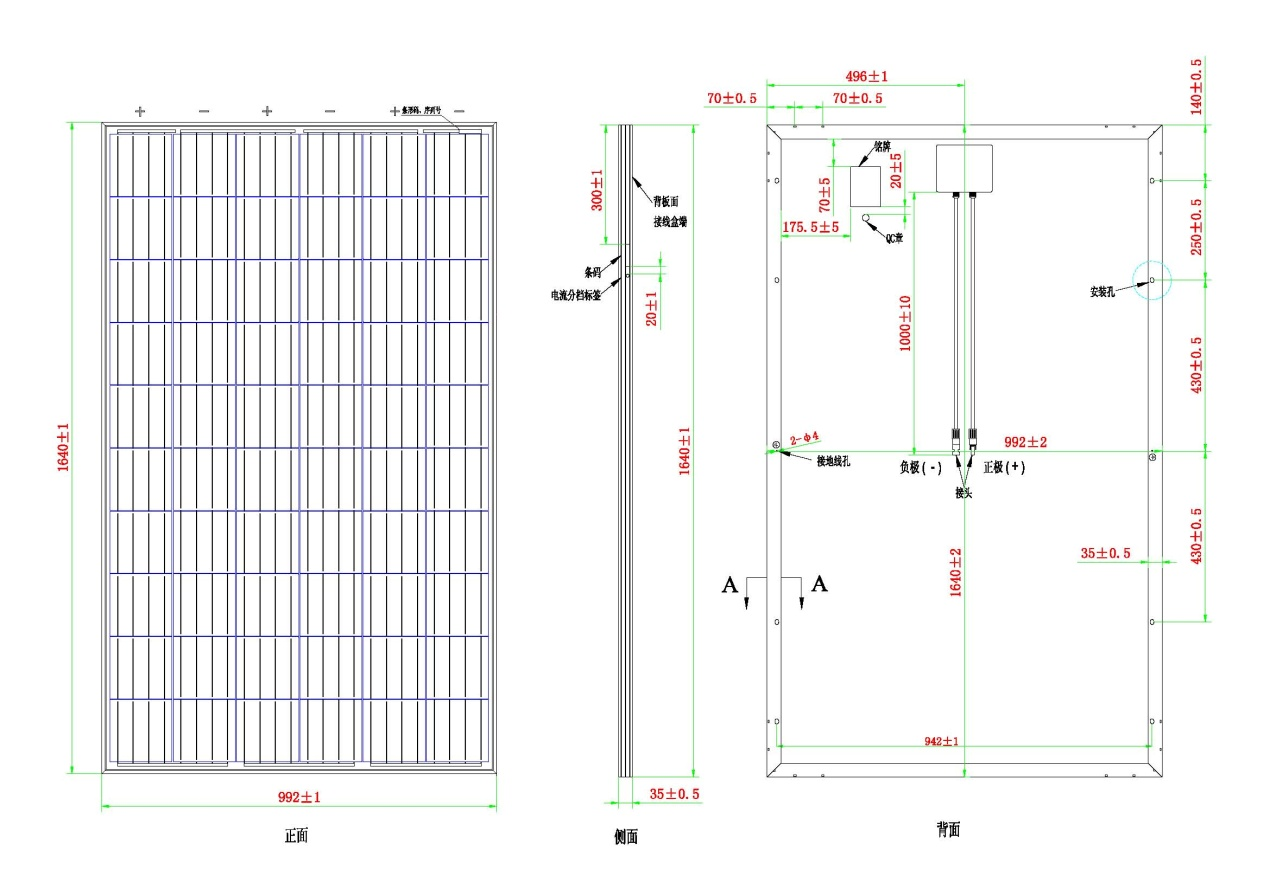 + − + − + −
条形码、序列号
1640±1
992±1
正面
300±1
背板面
接线盒端
条码
电流分档标签
20±1
1640±1
35±0.5
侧面
496±1
70±0.5
70±0.5
140±0.5
铭牌
20±5
70±5
175.5±5
QC章
250±0.5
安装孔
1000±10
430±0.5
2-φ4
992±2
接地线孔
负极(-)
正极(+)
接头
430±0.5
35±0.5
1640±2
A
A
942±1
背面